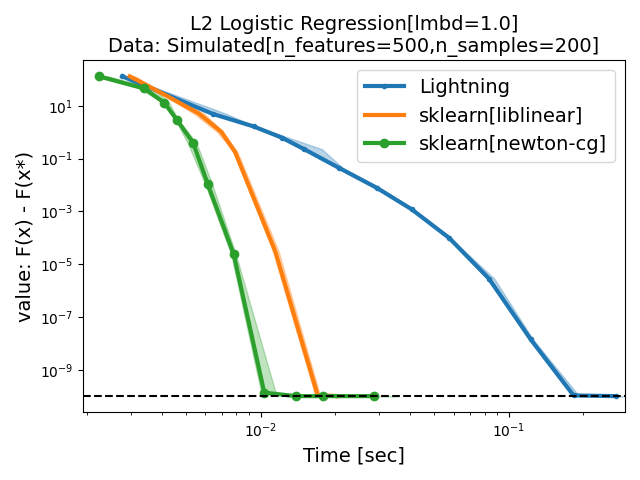 L2 Logistic Regression[lmbd=1.0]
Data: Simulated[n_features=500,n_samples=200]
Lightning
sklearn[liblinear]
sklearn[newton-cg]
value: F(x) - F(x*)
10¹
10⁻¹
10⁻³
10⁻⁵
10⁻⁷
10⁻⁹
10⁻²
10⁻¹
Time [sec]